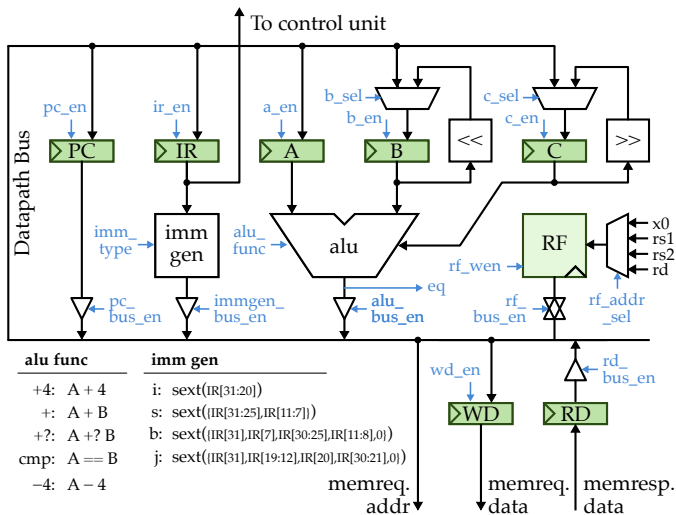 To control unit
Datapath Bus
pc_en
ir_en
a_en
b_sel
b_en
c_sel
c_en
PC
IR
A
B
<<
C
>>
imm_
type
imm
gen
alu_
func
alu
RF
rf_wen
x0
rs1
rs2
rd
rf_addr
_sel
eq
pc_
bus_en
immgen_
bus_en
alu_
bus_en
rf_
bus_en
rd_
bus_en
wd_en
WD
RD
alu func
+4: A + 4
+: A + B
+?: A +? B
cmp: A == B
−4: A − 4
imm gen
i: sext(IR[31:20])
s: sext({IR[31:25],IR[11:7]})
b: sext({IR[31],IR[7],IR[30:25],IR[11:8],0})
j: sext({IR[31],IR[19:12],IR[20],IR[30:21],0})
memreq.
addr
memreq.
data
memresp.
data